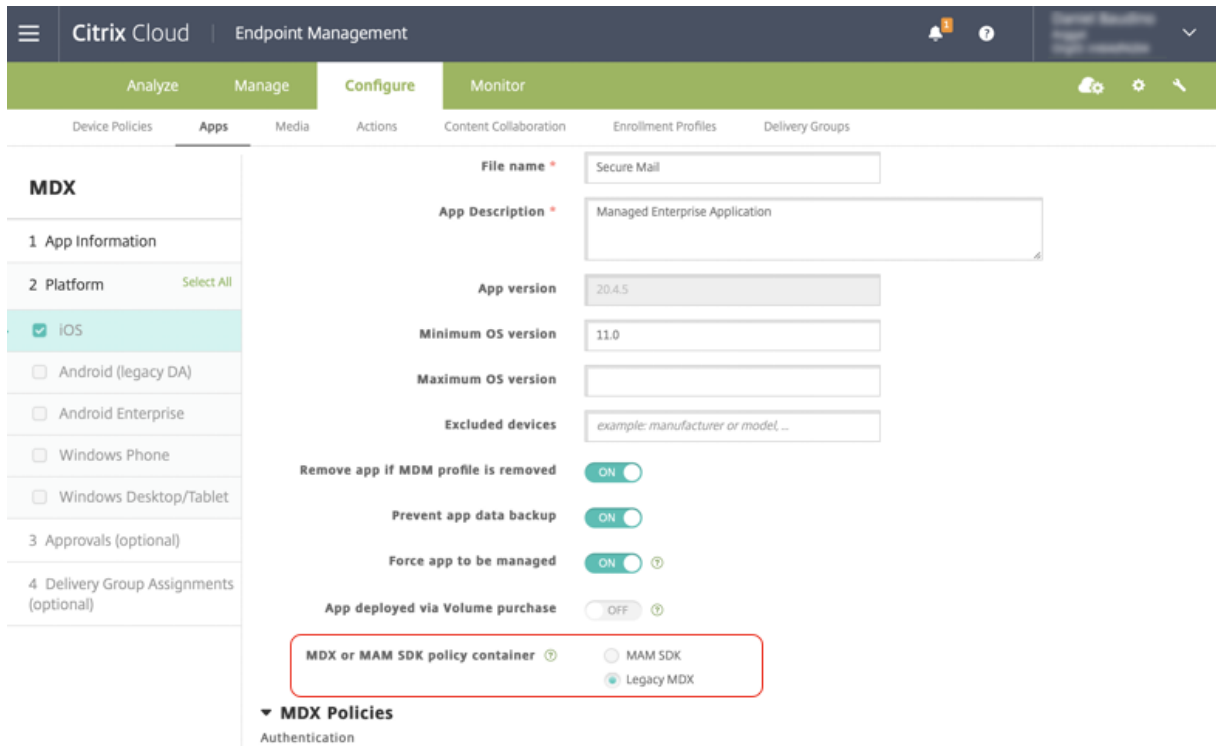 Citrix Cloud
Endpoint Management
1
?
Analyze
Manage
Configure
Monitor
Device Policies
Apps
Media
Actions
Content Collaboration
Enrollment Profiles
Delivery Groups
MDX
1 App Information
2 Platform
Select All
iOS
Android (legacy DA)
Android Enterprise
Windows Phone
Windows Desktop/Tablet
3 Approvals (optional)
4 Delivery Group Assignments
(optional)
File name *
Secure Mail
App Description *
Managed Enterprise Application
App version
20.4.5
Minimum OS version
11.0
Maximum OS version
Excluded devices
example: manufacturer or model, ...
Remove app if MDM profile is removed
ON
Prevent app data backup
ON
Force app to be managed
ON
?
App deployed via Volume purchase
OFF
?
MDX or MAM SDK policy container
?
MAM SDK
Legacy MDX
MDX Policies
Authentication